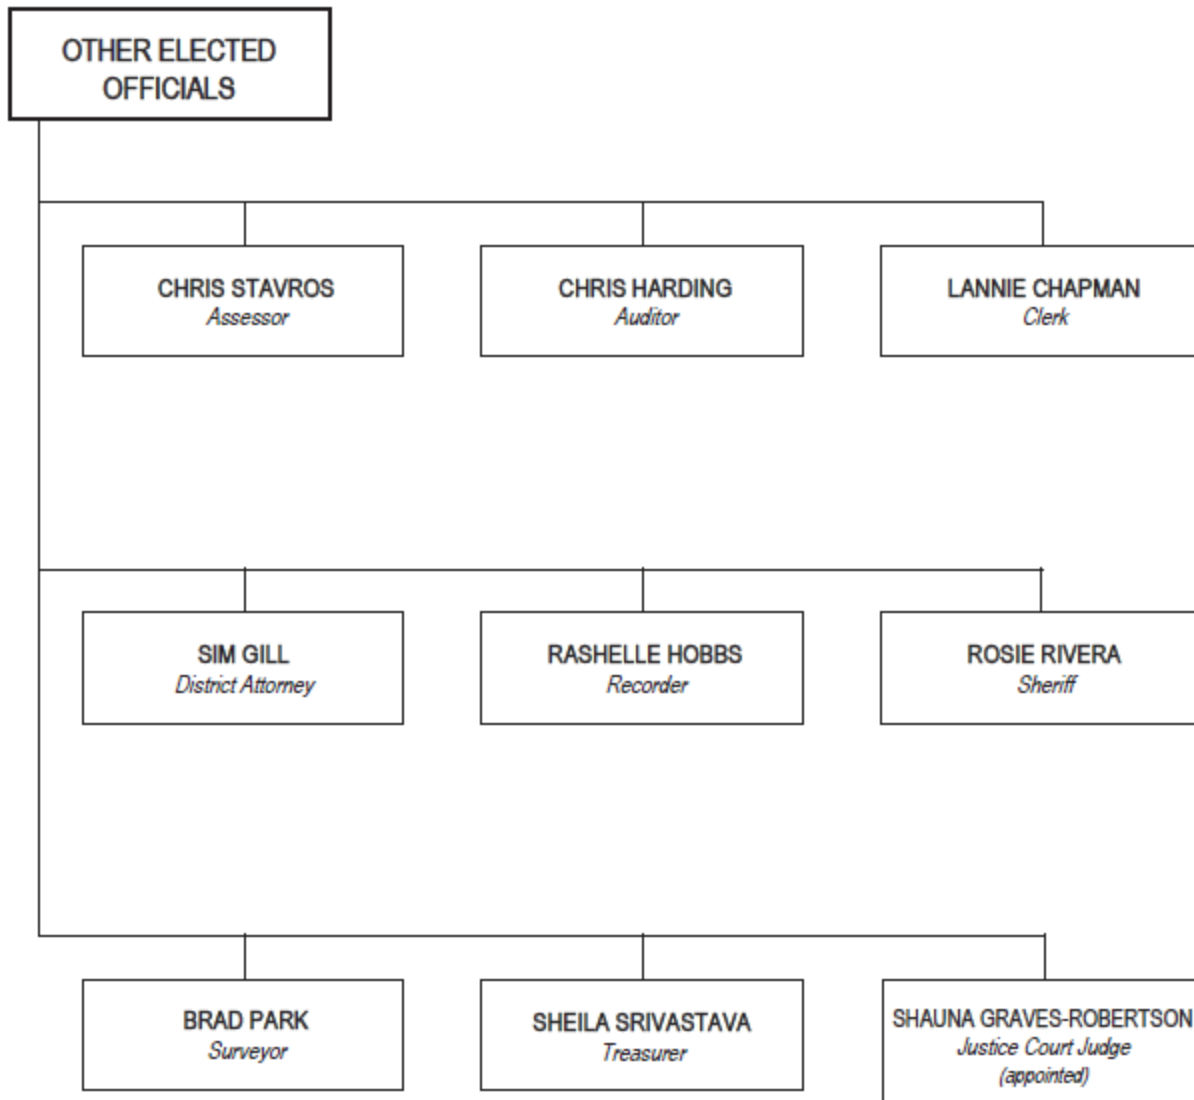 OTHER ELECTED
OFFICIALS
CHRIS STAVROS
Assessor
CHRIS HARDING
Auditor
LANNIE CHAPMAN
Clerk
SIM GILL
District Attorney
RASHELLE HOBBS
Recorder
ROSIE RIVERA
Sheriff
BRAD PARK
Surveyor
SHEILA SRIVASTAVA
Treasurer
SHAUNA GRAVES-ROBERTSON
Justice Court Judge
(appointed)